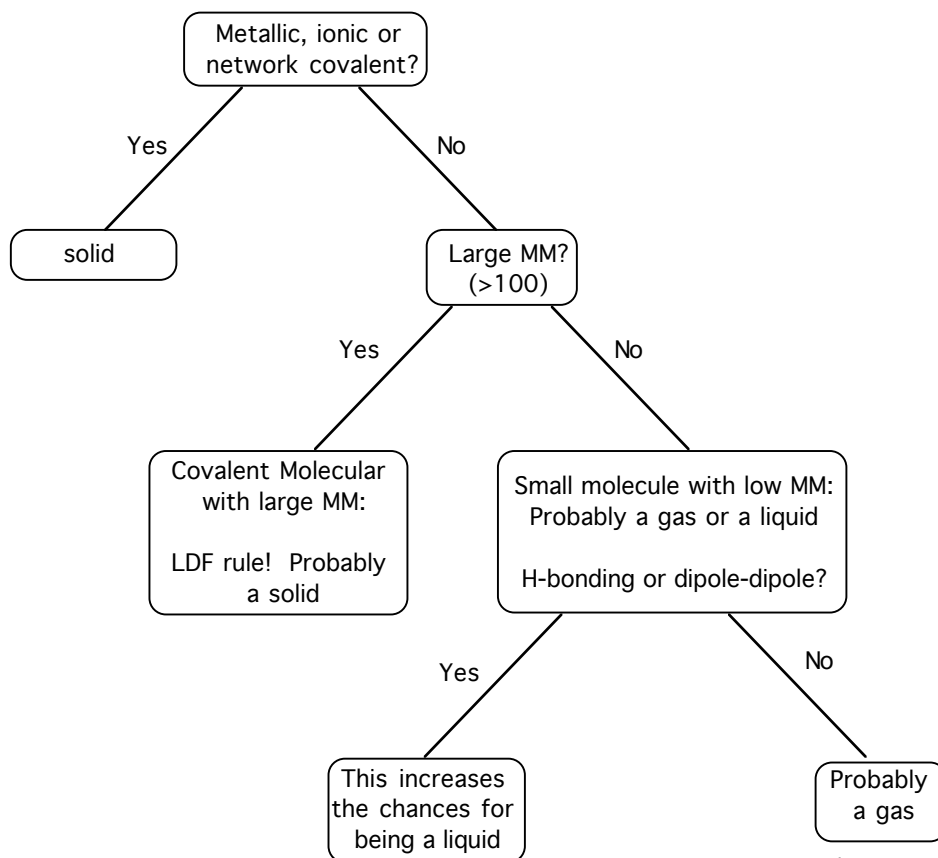 Metallic, ionic or
network covalent?
Yes
No
solid
Large MM?
(>100)
Yes
No
Covalent Molecular
with large MM:
LDF rule! Probably
a solid
Small molecule with low MM:
Probably a gas or a liquid
H-bonding or dipole-dipole?
Yes
No
This increases
the chances for
being a liquid
Probably
a gas